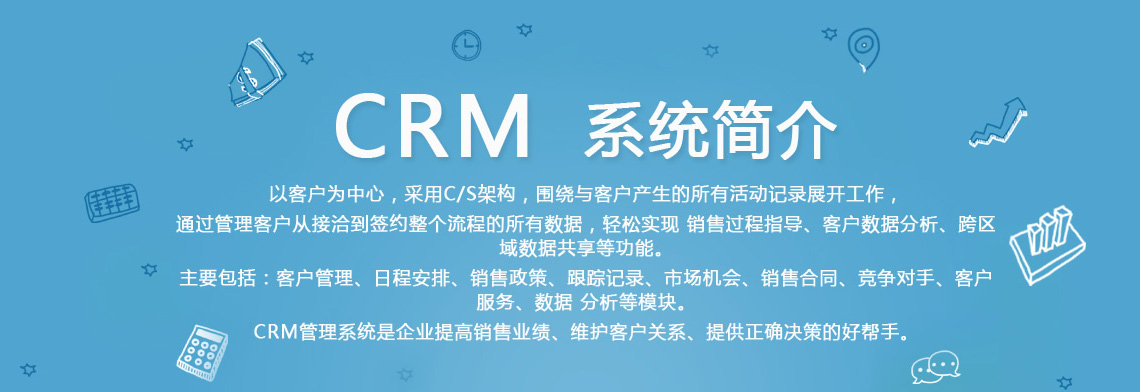 CRM 系统简介
以客户为中心，采用C/S架构，围绕与客户产生的所有活动记录展开工作，
通过管理客户从接洽到签约整个流程的所有数据，轻松实现 销售过程指导、客户数据分析、跨区
域数据共享等功能。
主要包括：客户管理、日程安排、销售政策、跟踪记录、市场机会、销售合同、竞争对手、客户
服务、数据 分析等模块。
CRM管理系统是企业提高销售业绩、维护客户关系、提供正确决策的好帮手。